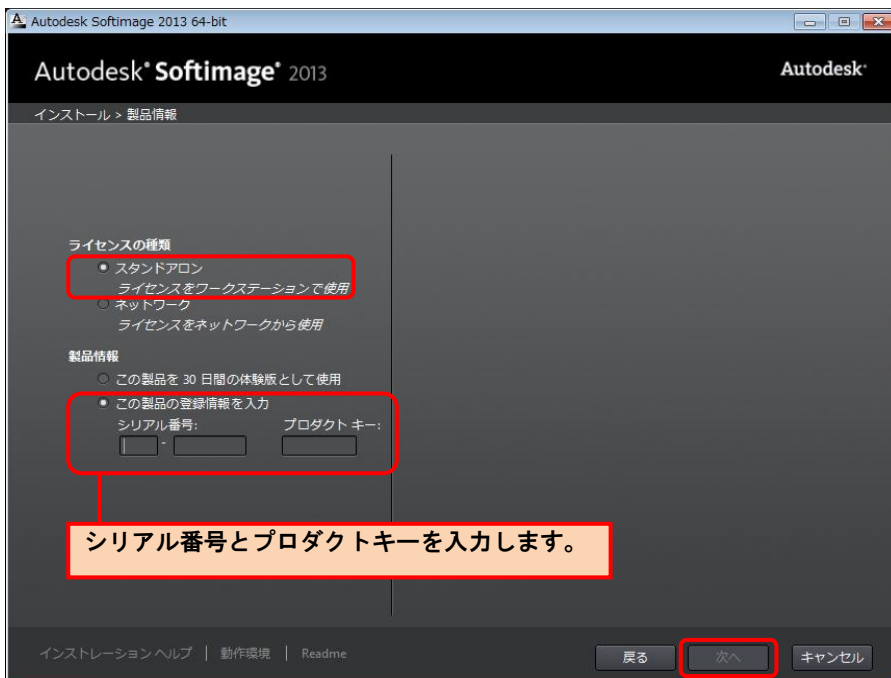 Autodesk Softimage 2013 64-bit
Autodesk® Softimage® 2013
Autodesk®
インストール > 製品情報
ライセンスの種類
スタンドアロン
ライセンスをワークステーションで使用
ネットワーク
ライセンスをネットワークから使用
製品情報
この製品を 30 日間の体験版として使用
この製品の登録情報を入力
シリアル番号: プロダクト キー:
-
シリアル番号とプロダクトキーを入力します。
インストレーション ヘルプ | 動作環境 | Readme
戻る 次へ キャンセル